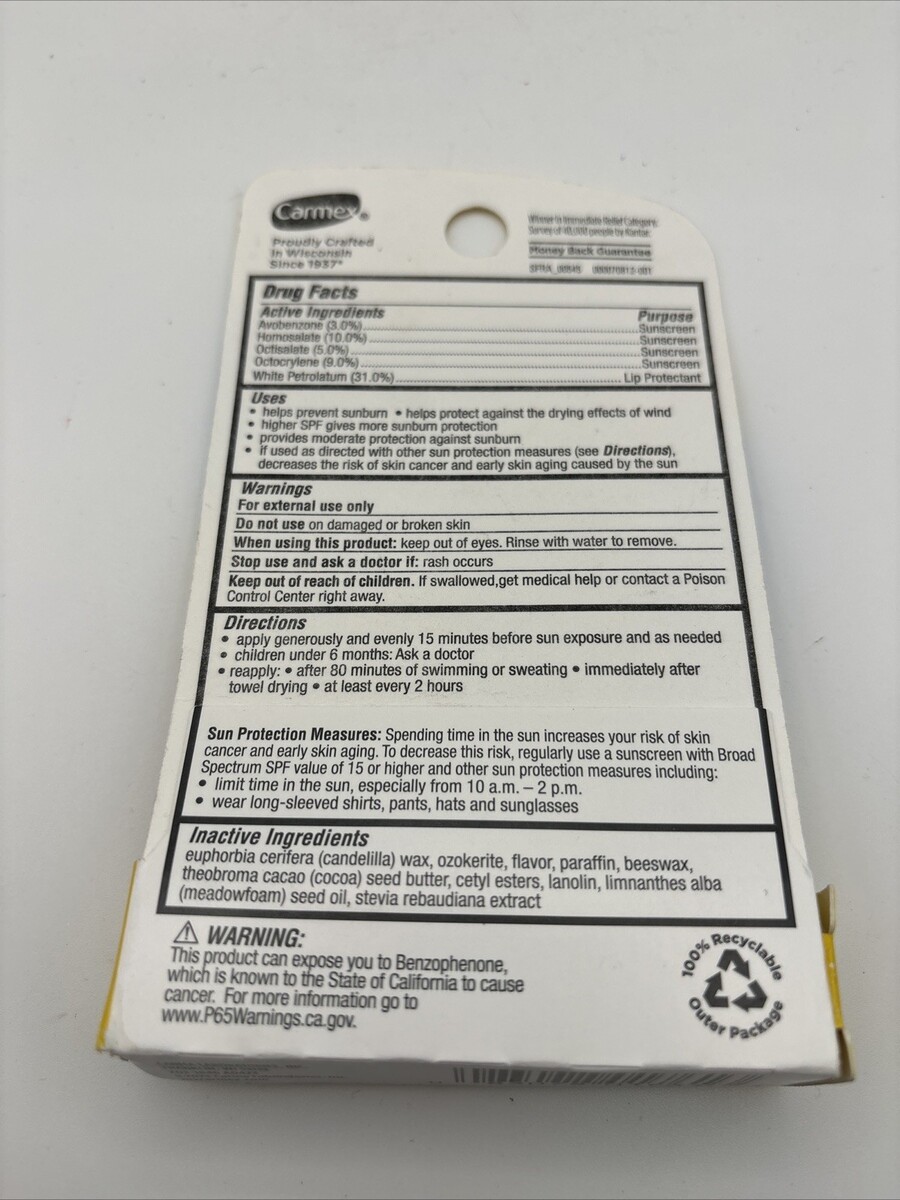 Carmex®
Proudly Crafted
in Wisconsin
Since 1937*
Winner in Immediate Relief Category.
Survey of 40,000 people by Kantar.
Money Back Guarantee
Drug Facts
Active Ingredients Purpose
Avobenzone (3.0%) Sunscreen
Homosalate (10.0%) Sunscreen
Octisalate (5.0%) Sunscreen
Octocrylene (9.0%) Sunscreen
White Petrolatum (31.0%) Lip Protectant
Uses
• helps prevent sunburn • helps protect against the drying effects of wind
• higher SPF gives more sunburn protection
• provides moderate protection against sunburn
• if used as directed with other sun protection measures (see Directions),
decreases the risk of skin cancer and early skin aging caused by the sun
Warnings
For external use only
Do not use on damaged or broken skin
When using this product: keep out of eyes. Rinse with water to remove.
Stop use and ask a doctor if: rash occurs
Keep out of reach of children. If swallowed,get medical help or contact a Poison
Control Center right away.
Directions
• apply generously and evenly 15 minutes before sun exposure and as needed
• children under 6 months: Ask a doctor
• reapply: • after 80 minutes of swimming or sweating • immediately after
towel drying • at least every 2 hours
Sun Protection Measures: Spending time in the sun increases your risk of skin
cancer and early skin aging. To decrease this risk, regularly use a sunscreen with Broad
Spectrum SPF value of 15 or higher and other sun protection measures including:
• limit time in the sun, especially from 10 a.m. – 2 p.m.
• wear long-sleeved shirts, pants, hats and sunglasses
Inactive Ingredients
euphorbia cerifera (candelilla) wax, ozokerite, flavor, paraffin, beeswax,
theobroma cacao (cocoa) seed butter, cetyl esters, lanolin, limnanthes alba
(meadowfoam) seed oil, stevia rebaudiana extract
⚠ WARNING:
This product can expose you to Benzophenone,
which is known to the State of California to cause
cancer. For more information go to
www.P65Warnings.ca.gov.
100% Recyclable
Outer Package